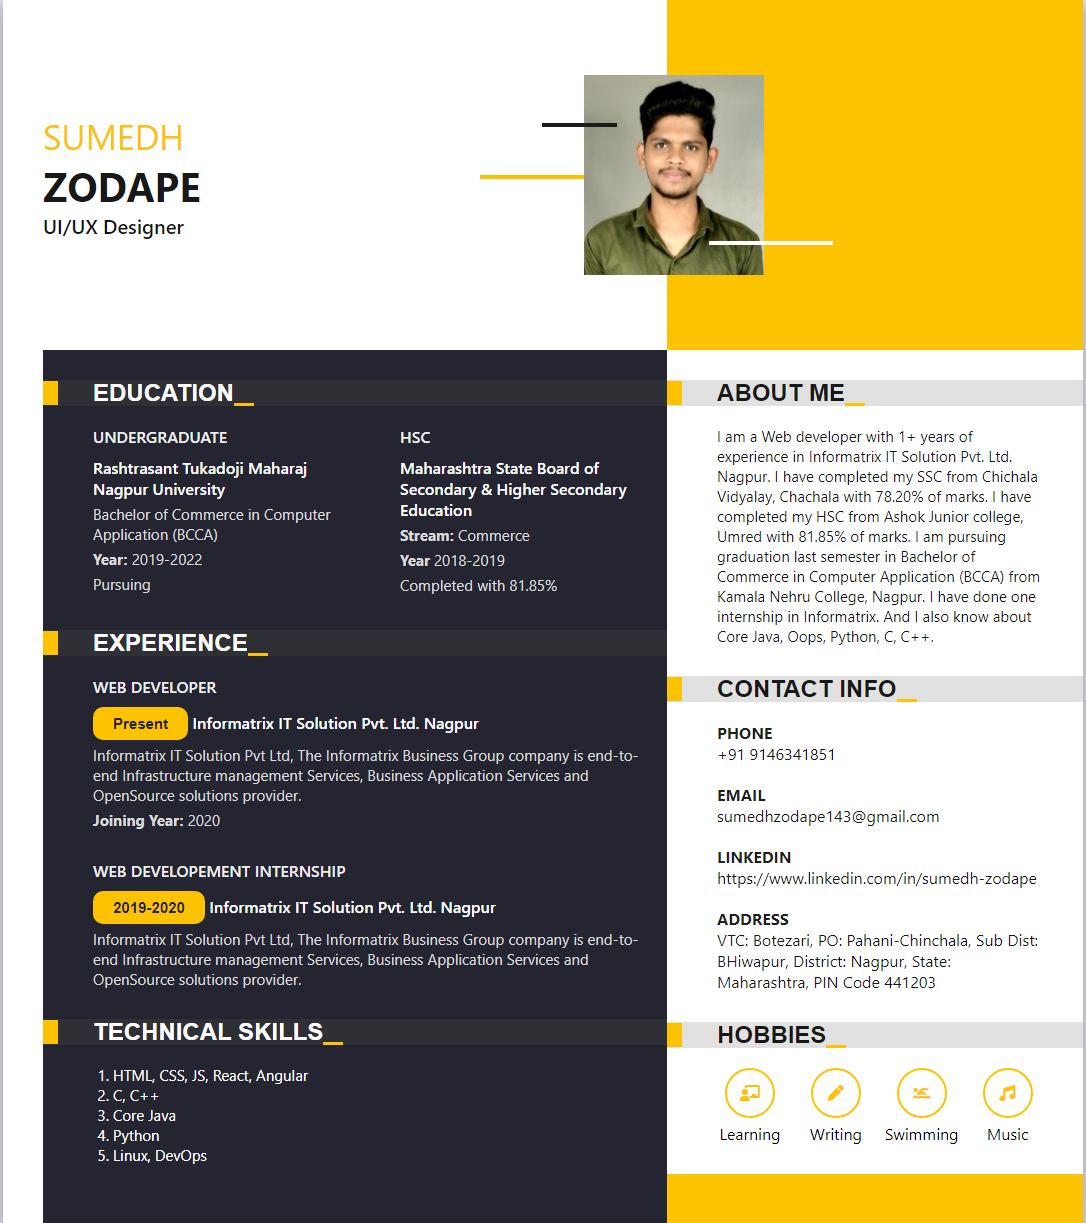 SUMEDH
ZODAPE
UI/UX Designer
EDUCATION_
UNDERGRADUATE
Rashtrasant Tukadoji Maharaj
Nagpur University
Bachelor of Commerce in Computer
Application (BCCA)
Year: 2019-2022
Pursuing
HSC
Maharashtra State Board of
Secondary & Higher Secondary
Education
Stream: Commerce
Year 2018-2019
Completed with 81.85%
EXPERIENCE_
WEB DEVELOPER
Present Informatrix IT Solution Pvt. Ltd. Nagpur
Informatrix IT Solution Pvt Ltd, The Informatrix Business Group company is end-to-
end Infrastructure management Services, Business Application Services and
OpenSource solutions provider.
Joining Year: 2020
WEB DEVELOPEMENT INTERNSHIP
2019-2020 Informatrix IT Solution Pvt. Ltd. Nagpur
Informatrix IT Solution Pvt Ltd, The Informatrix Business Group company is end-to-
end Infrastructure management Services, Business Application Services and
OpenSource solutions provider.
TECHNICAL SKILLS_
1. HTML, CSS, JS, React, Angular
2. C, C++
3. Core Java
4. Python
5. Linux, DevOps
ABOUT ME_
I am a Web developer with 1+ years of
experience in Informatrix IT Solution Pvt. Ltd.
Nagpur. I have completed my SSC from Chichala
Vidyalay, Chachala with 78.20% of marks. I have
completed my HSC from Ashok Junior college,
Umred with 81.85% of marks. I am pursuing
graduation last semester in Bachelor of
Commerce in Computer Application (BCCA) from
Kamala Nehru College, Nagpur. I have done one
internship in Informatrix. And I also know about
Core Java, Oops, Python, C, C++.
CONTACT INFO_
PHONE
+91 9146341851
EMAIL
sumedhzodape143@gmail.com
LINKEDIN
https://www.linkedin.com/in/sumedh-zodape
ADDRESS
VTC: Botezari, PO: Pahani-Chinchala, Sub Dist:
BHiwapur, District: Nagpur, State:
Maharashtra, PIN Code 441203
HOBBIES_
Learning Writing Swimming Music